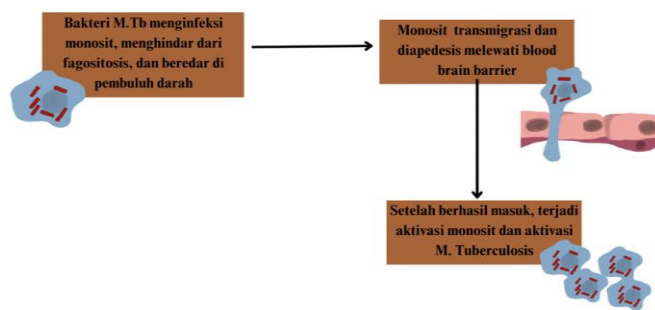 Bakteri M.Tb menginfeksi
monosit, menghindar dari
fagositosis, dan beredar di
pembuluh darah
Monosit transmigrasi dan
diapedesis melewati blood
brain barrier
Setelah berhasil masuk, terjadi
aktivasi monosit dan aktivasi
M. Tuberculosis